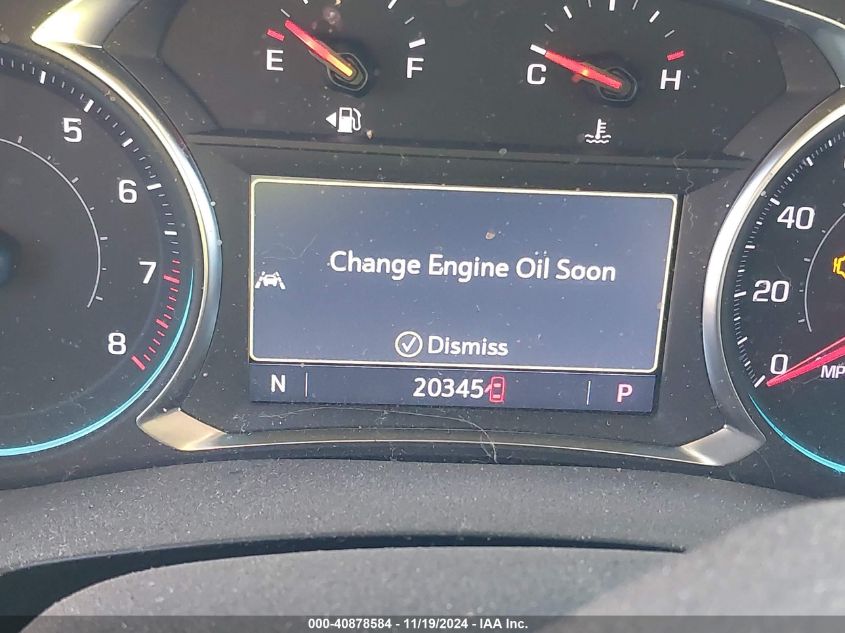 E F
C H
5
6
7
8
40
20
0
Change Engine Oil Soon
Dismiss
N 20345 P
000-40878584 - 11/19/2024 - IAA Inc.